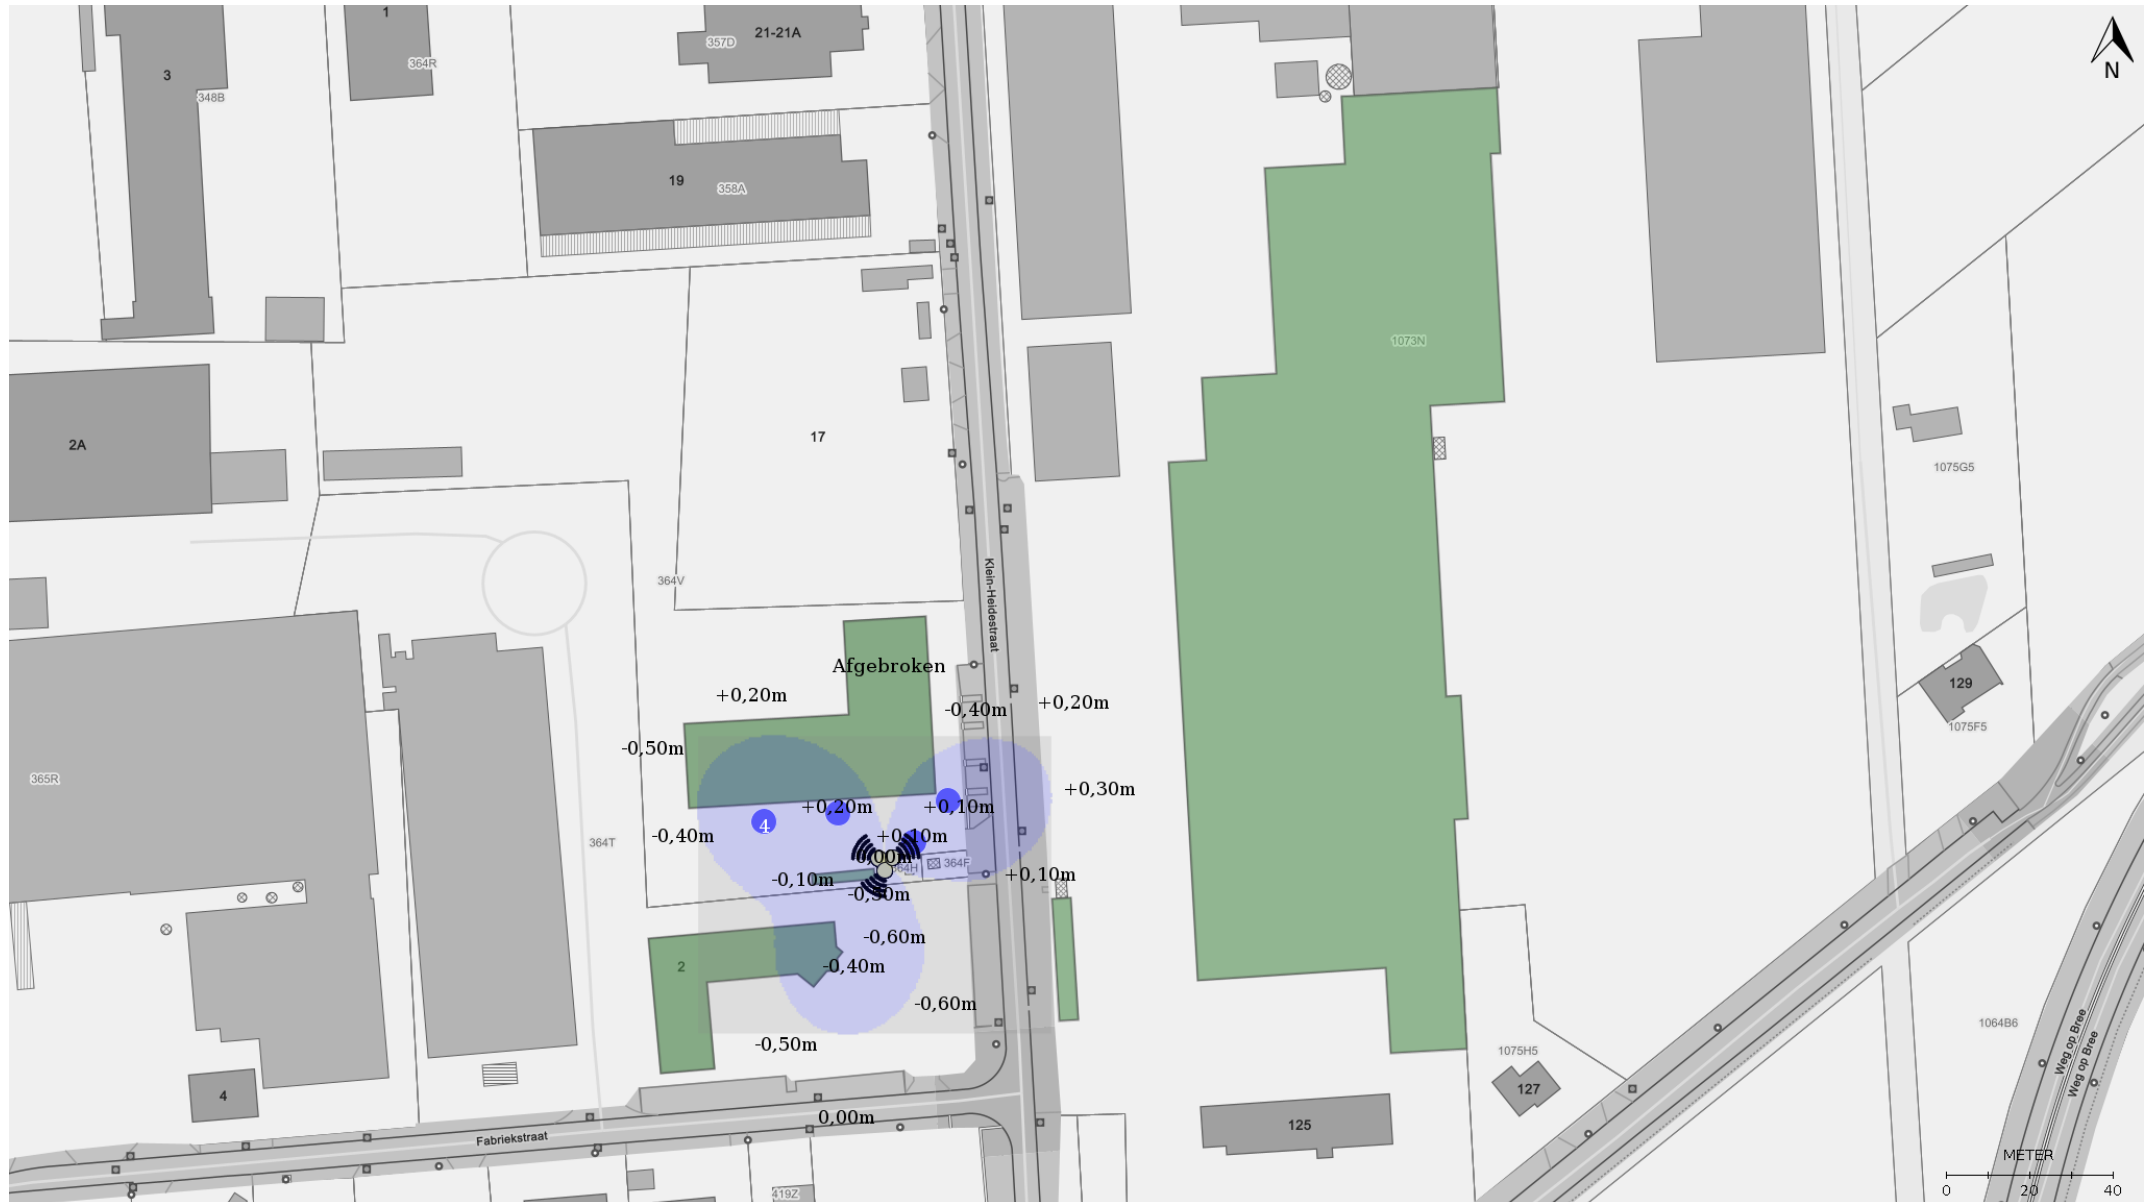 1
21-21A
357D
364R
3
348B
N
19
358A
1073N
2A
17
1075G5
Klein-Heidestraat
364V
Afgebroken
+0,20m
-0,40m
+0,20m
129
1075F5
-0,50m
365R
+0,30m
+0,20m
+0,10m
4
-0,40m
+0,10m
364T
0,00m
364F
364H
+0,10m
-0,10m
-0,30m
-0,60m
2
-0,40m
-0,60m
1064B6
Weg op Bree
Weg op Bree
-0,50m
1075H5
127
4
0,00m
125
Fabriekstraat
METER
0 20 40
419Z